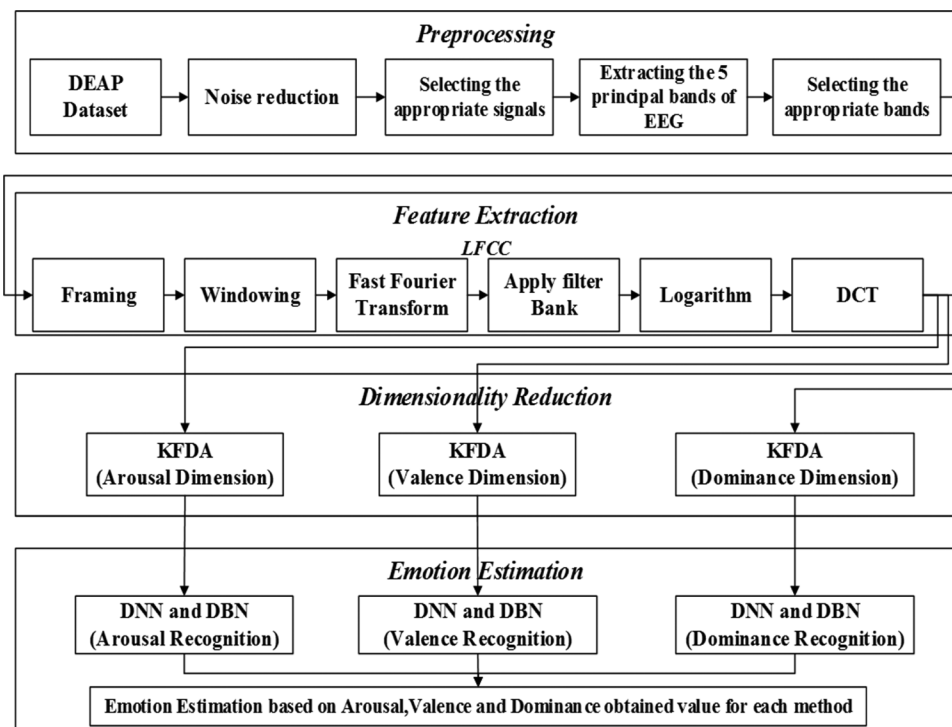 Preprocessing
DEAP
Dataset
Noise reduction
Selecting the
appropriate signals
Extracting the 5
principal bands of
EEG
Selecting the
appropriate bands
Feature Extraction
LFCC
Framing
Windowing
Fast Fourier
Transform
Apply filter
Bank
Logarithm
DCT
Dimensionality Reduction
KFDA
(Arousal Dimension)
KFDA
(Valence Dimension)
KFDA
(Dominance Dimension)
Emotion Estimation
DNN and DBN
(Arousal Recognition)
DNN and DBN
(Valence Recognition)
DNN and DBN
(Dominance Recognition)
Emotion Estimation based on Arousal,Valence and Dominance obtained value for each method